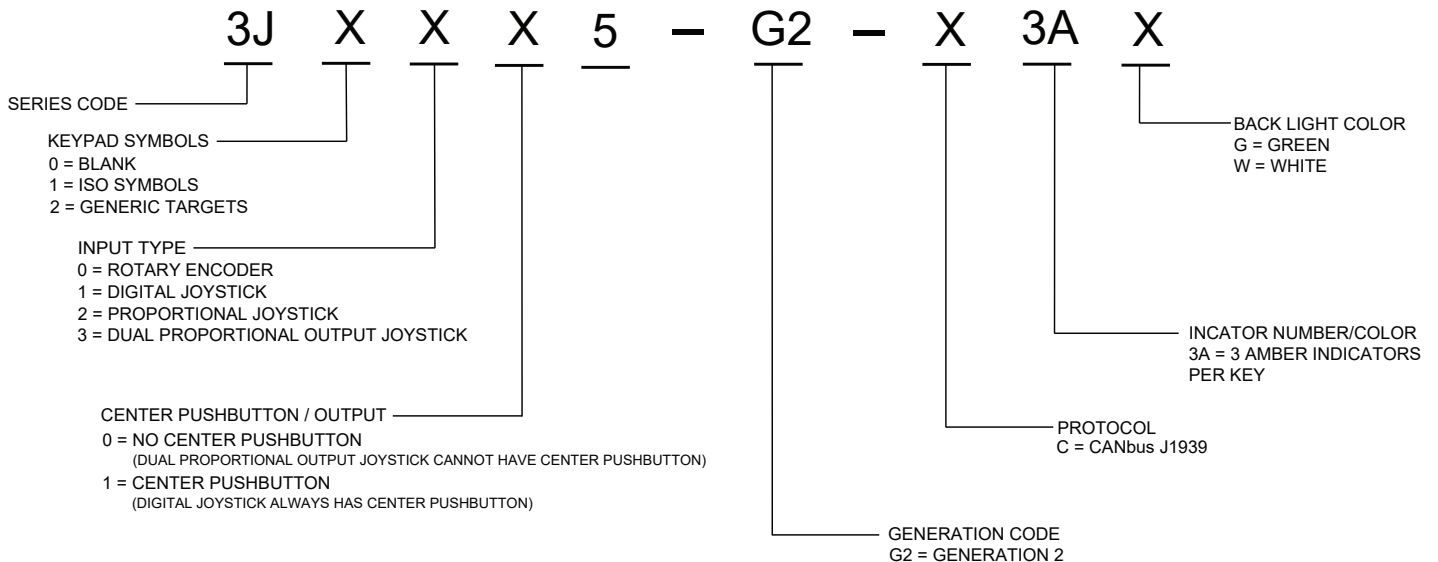 3J X X X 5 - G2 - X 3A X
SERIES CODE
KEYPAD SYMBOLS
0 = BLANK
1 = ISO SYMBOLS
2 = GENERIC TARGETS
INPUT TYPE
0 = ROTARY ENCODER
1 = DIGITAL JOYSTICK
2 = PROPORTIONAL JOYSTICK
3 = DUAL PROPORTIONAL OUTPUT JOYSTICK
CENTER PUSHBUTTON / OUTPUT
0 = NO CENTER PUSHBUTTON
(DUAL PROPORTIONAL OUTPUT JOYSTICK CANNOT HAVE CENTER PUSHBUTTON)
1 = CENTER PUSHBUTTON
(DIGITAL JOYSTICK ALWAYS HAS CENTER PUSHBUTTON)
BACK LIGHT COLOR
G = GREEN
W = WHITE
INCATOR NUMBER/COLOR
3A = 3 AMBER INDICATORS
PER KEY
PROTOCOL
C = CANbus J1939
GENERATION CODE
G2 = GENERATION 2